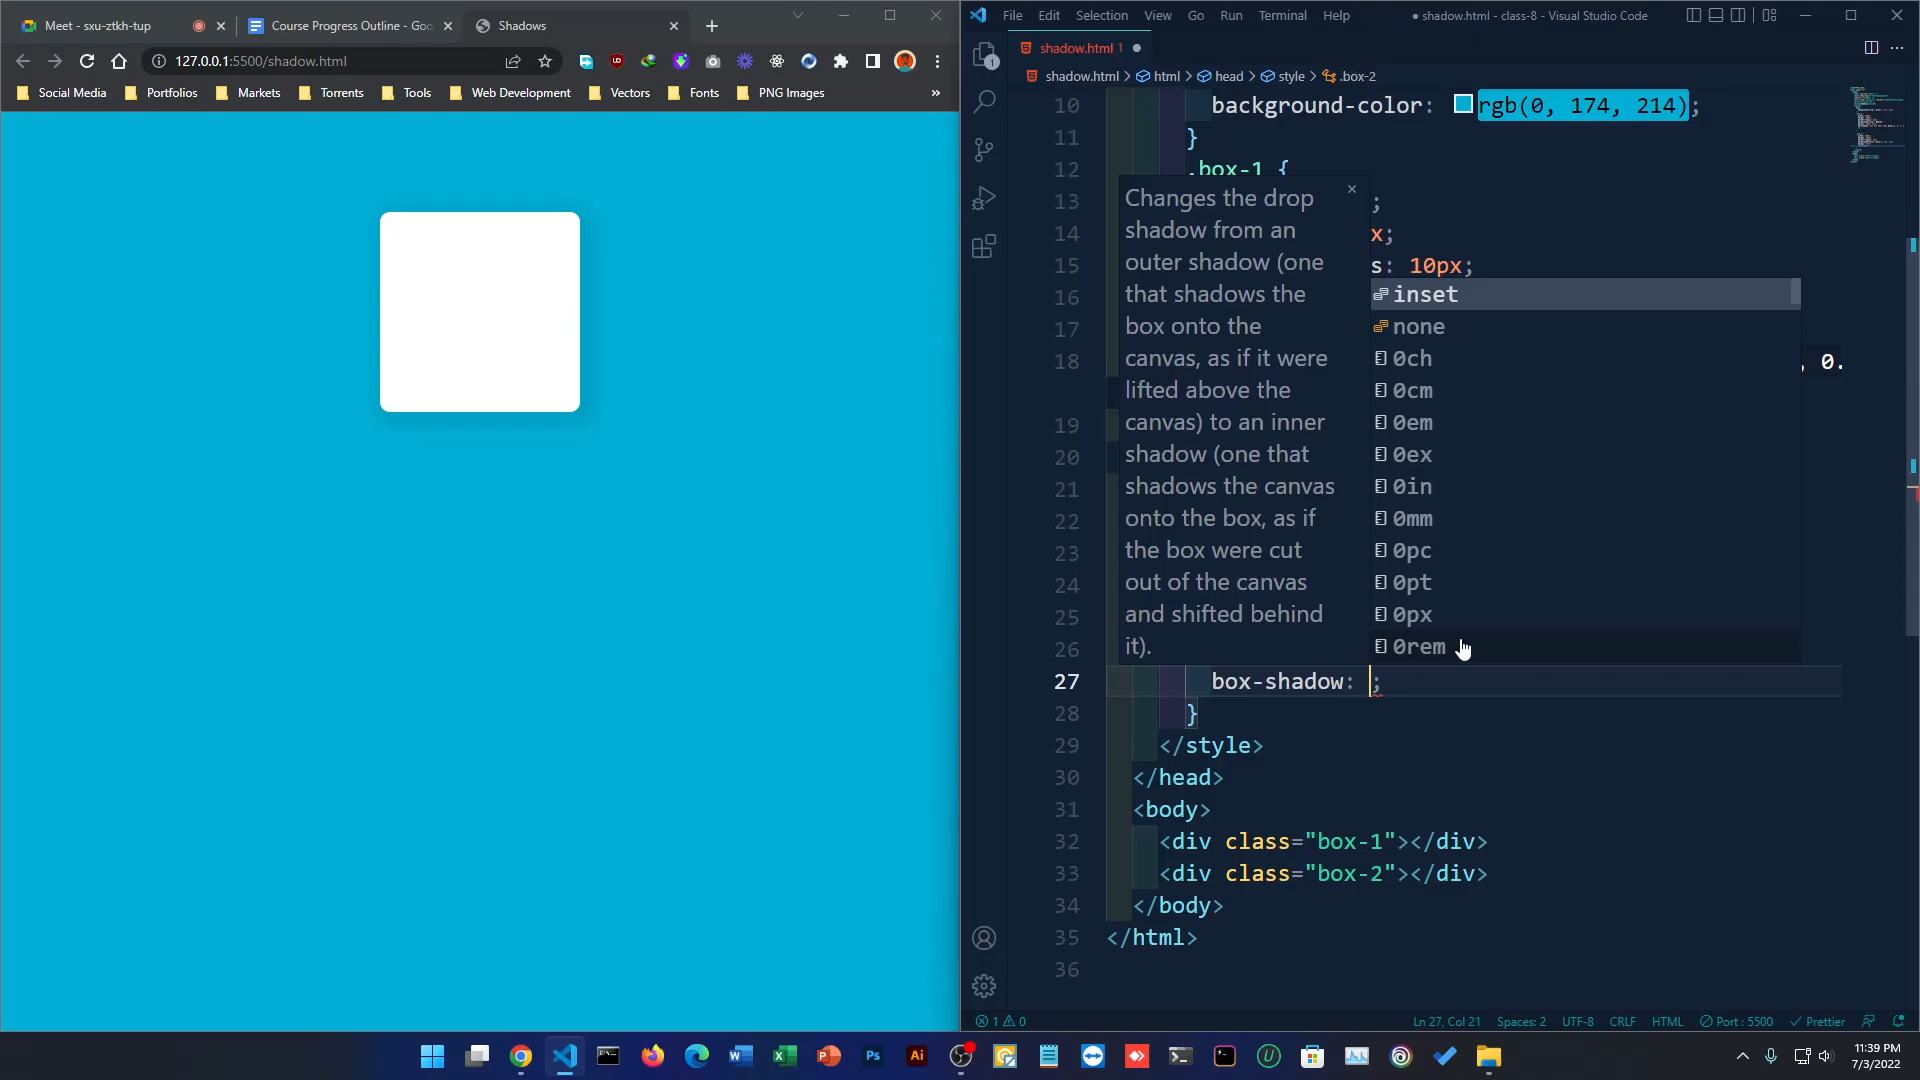 Meet - sxu-ztkh-tup
Course Progress Outline - Goo
Shadows
127.0.0.1:5500/shadow.html
Social Media
Portfolios
Markets
Torrents
Tools
Web Development
Vectors
Fonts
PNG Images
»
File Edit Selection View Go Run Terminal Help
● shadow.html - class-8 - Visual Studio Code
shadow.html 1 ●
shadow.html > html > head > style > .box-2
10 background-color: rgb(0, 174, 214);
11 }
12 .box-1 {
13 ;
14 x;
15 s: 10px;
16
17
18 , 0.
19
20
21
22
23
24
25
26
27 box-shadow: ;
28 }
29 </style>
30 </head>
31 <body>
32 <div class="box-1"></div>
33 <div class="box-2"></div>
34 </body>
35 </html>
36
Changes the drop
shadow from an
outer shadow (one
that shadows the
box onto the
canvas, as if it were
lifted above the
canvas) to an inner
shadow (one that
shadows the canvas
onto the box, as if
the box were cut
out of the canvas
and shifted behind
it).
inset
none
0ch
0cm
0em
0ex
0in
0mm
0pc
0pt
0px
0rem
1 0
Ln 27, Col 21 Spaces: 2 UTF-8 CRLF HTML Port : 5500 Prettier
11:39 PM
7/3/2022